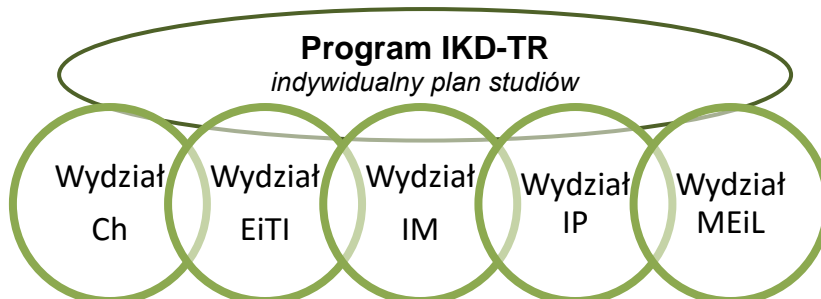 Program IKD-TR
indywidualny plan studiów
Wydział
Ch
Wydział
EiTI
Wydział
IM
Wydział
IP
Wydział
MEiL